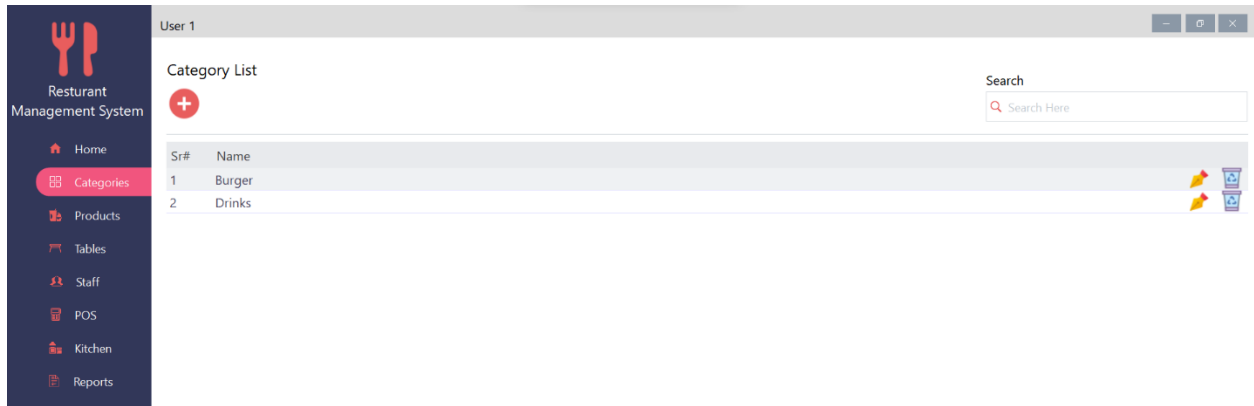 User 1
Resturant
Management System
Home
Categories
Products
Tables
Staff
POS
Kitchen
Reports
Category List
Search
Search Here
Sr# Name
1 Burger
2 Drinks